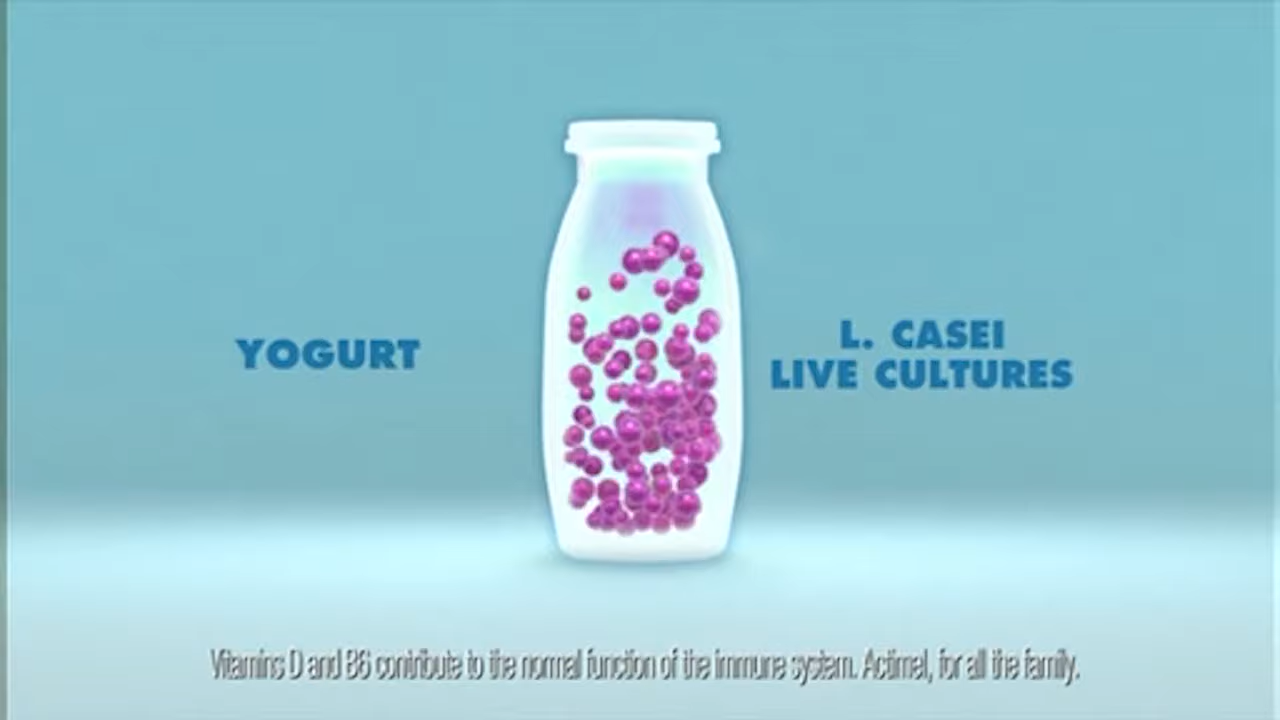 YOGURT
L. CASEI
LIVE CULTURES
Vitamins D and B6 contribute to the normal function of the immune system. Actimel, for all the family.